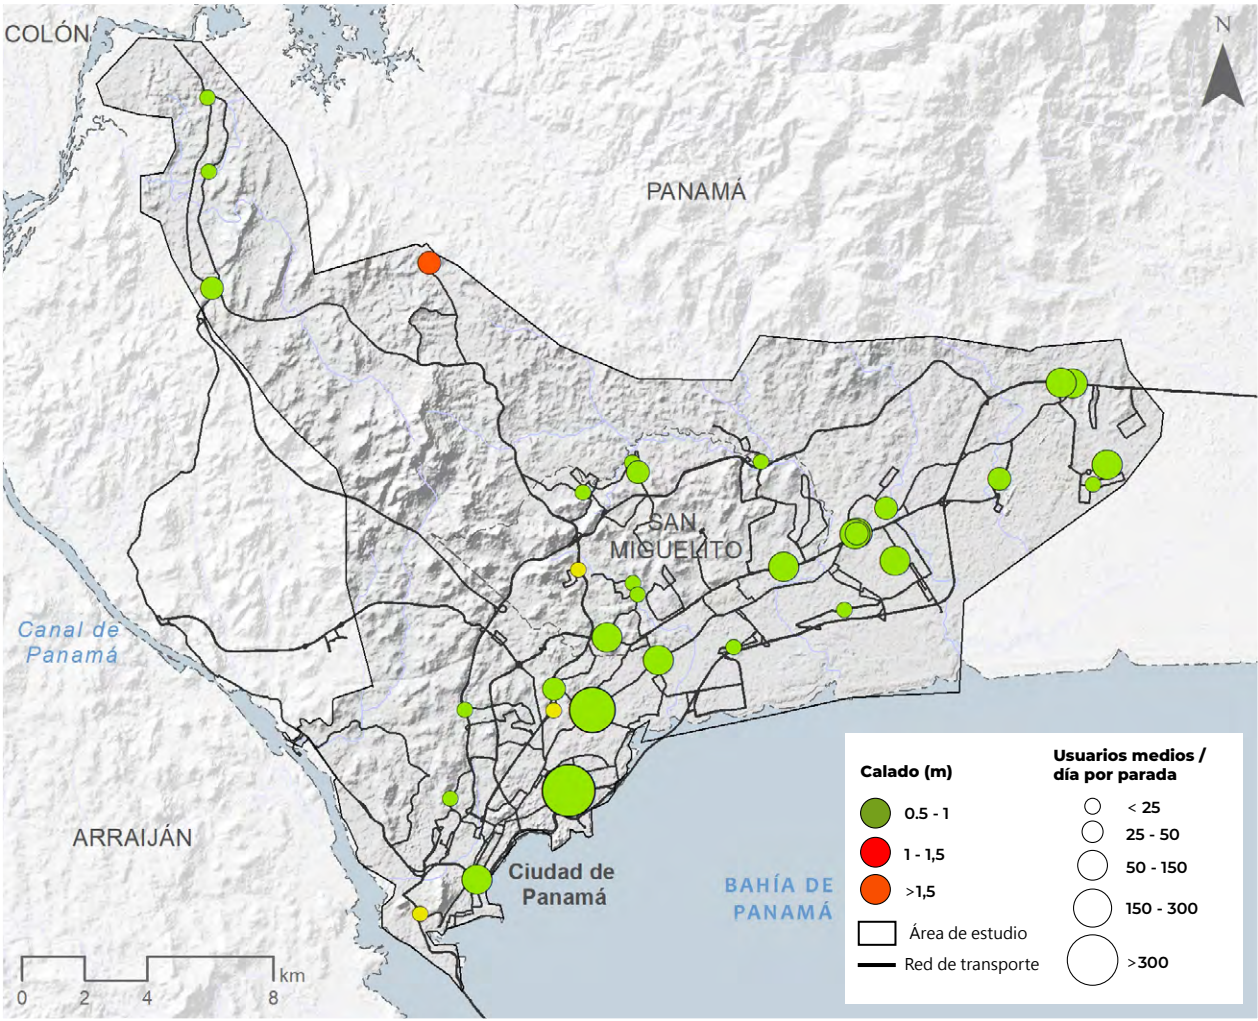 COLÓN
N
PANAMÁ
SAN
MIGUELITO
Canal de
Panamá
ARRAIJÁN
Ciudad de
Panamá
BAHÍA DE
PANAMÁ
km
0 2 4 8
Calado (m)
0.5 - 1
1 - 1,5
>1,5
Área de estudio
Red de transporte
Usuarios medios /
día por parada
< 25
25 - 50
50 - 150
150 - 300
>300